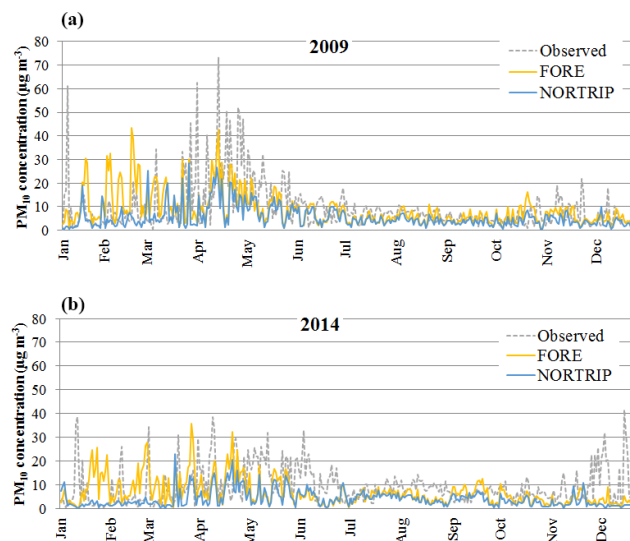 (a)
2009
Observed
FORE
NORTRIP
PM₁₀ concentration (µg m⁻³)
80
70
60
50
40
30
20
10
0
Jan Feb Mar Apr May Jun Jul Aug Sep Oct Nov Dec
(b)
2014
Observed
FORE
NORTRIP
PM₁₀ concentration (µg m⁻³)
80
70
60
50
40
30
20
10
0
Jan Feb Mar Apr May Jun Jul Aug Sep Oct Nov Dec